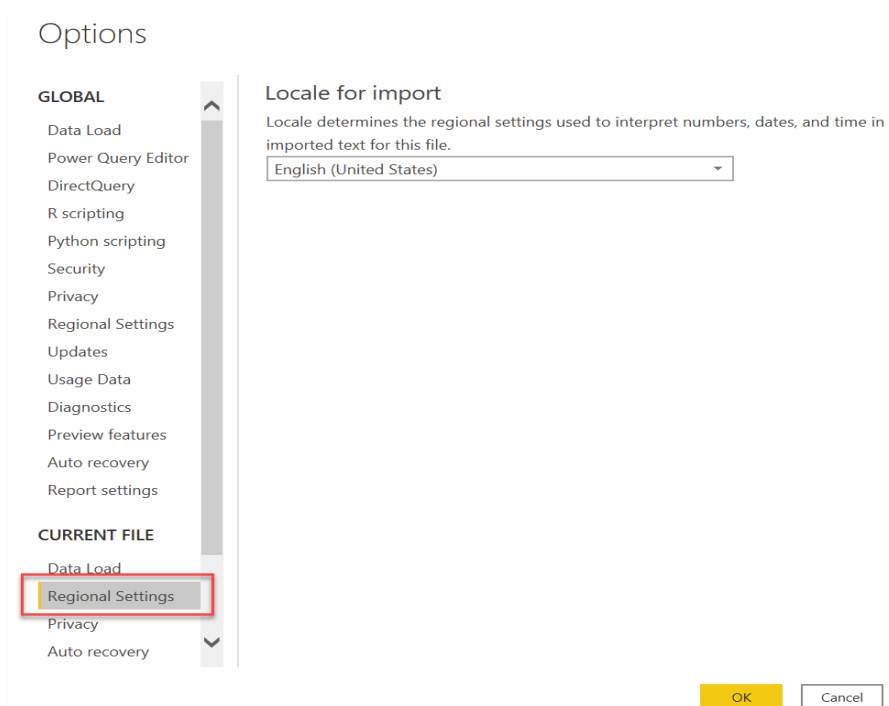 Options
GLOBAL
Data Load
Power Query Editor
DirectQuery
R scripting
Python scripting
Security
Privacy
Regional Settings
Updates
Usage Data
Diagnostics
Preview features
Auto recovery
Report settings
CURRENT FILE
Data Load
Regional Settings
Privacy
Auto recovery
Locale for import
Locale determines the regional settings used to interpret numbers, dates, and time in
imported text for this file.
English (United States)
OK
Cancel